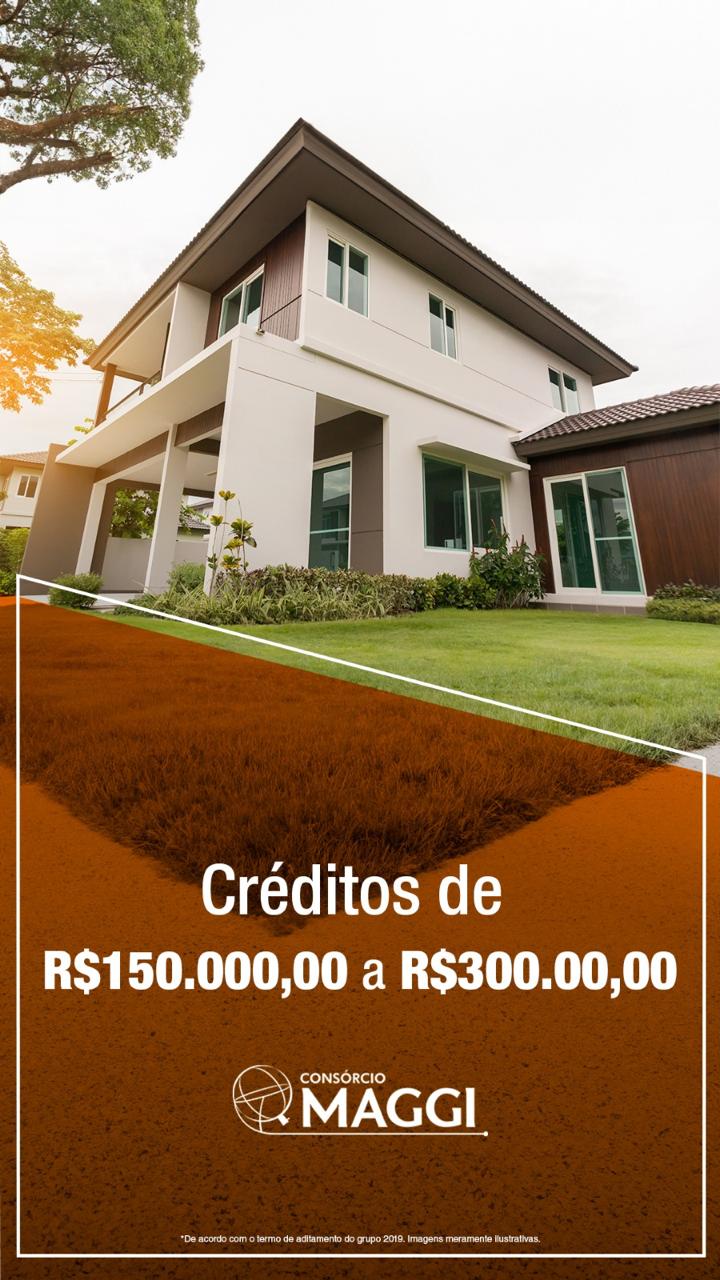 Créditos de
R$150.000,00 a R$300.00,00
CONSÓRCIO
MAGGI
*De acordo com o termo de aditamento do grupo 2019. Imagens meramente ilustrativas.